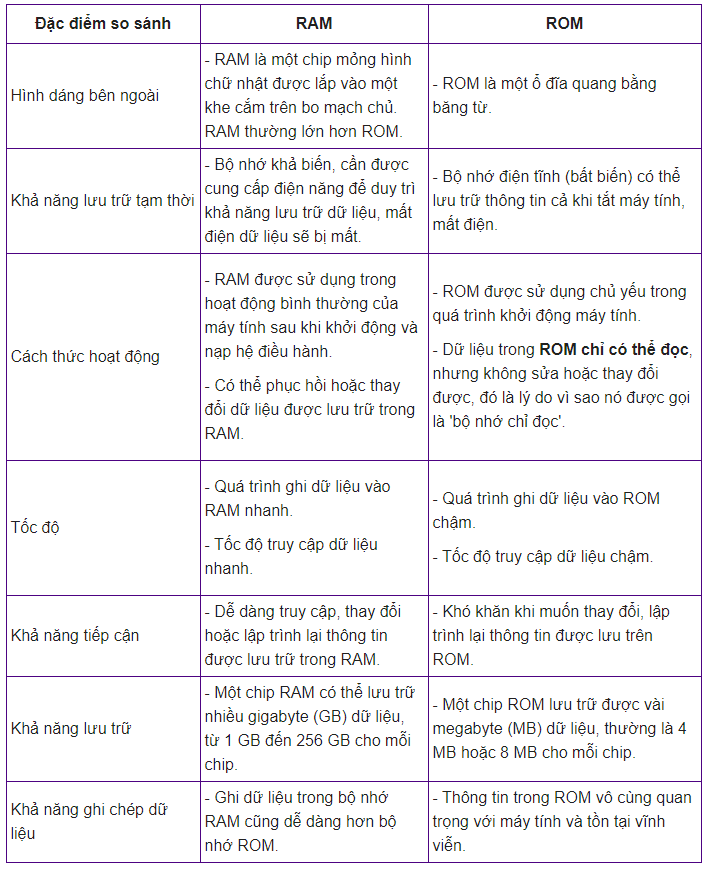 Đặc điểm so sánh
RAM
ROM
Hình dáng bên ngoài
- RAM là một chip mỏng hình
chữ nhật được lắp vào một
khe cắm trên bo mạch chủ.
RAM thường lớn hơn ROM.
- ROM là một ổ đĩa quang bằng
băng từ.
Khả năng lưu trữ tạm thời
- Bộ nhớ khả biến, cần được
cung cấp điện năng để duy trì
khả năng lưu trữ dữ liệu, mất
điện dữ liệu sẽ bị mất.
- Bộ nhớ điện tĩnh (bất biến) có thể
lưu trữ thông tin cả khi tắt máy tính,
mất điện.
Cách thức hoạt động
- RAM được sử dụng trong
hoạt động bình thường của
máy tính sau khi khởi động và
nạp hệ điều hành.
- Có thể phục hồi hoặc thay
đổi dữ liệu được lưu trữ trong
RAM.
- ROM được sử dụng chủ yếu trong
quá trình khởi động máy tính.
- Dữ liệu trong ROM chỉ có thể đọc,
nhưng không sửa hoặc thay đổi
được, đó là lý do vì sao nó được gọi
là 'bộ nhớ chỉ đọc'.
Tốc độ
- Quá trình ghi dữ liệu vào
RAM nhanh.
- Tốc độ truy cập dữ liệu
nhanh.
- Quá trình ghi dữ liệu vào ROM
chậm.
- Tốc độ truy cập dữ liệu chậm.
Khả năng tiếp cận
- Dễ dàng truy cập, thay đổi
hoặc lập trình lại thông tin
được lưu trữ trong RAM.
- Khó khăn khi muốn thay đổi, lập
trình lại thông tin được lưu trên
ROM.
Khả năng lưu trữ
- Một chip RAM có thể lưu trữ
nhiều gigabyte (GB) dữ liệu,
từ 1 GB đến 256 GB cho mỗi
chip.
- Một chip ROM lưu trữ được vài
megabyte (MB) dữ liệu, thường là 4
MB hoặc 8 MB cho mỗi chip.
Khả năng ghi chép dữ
liệu
- Ghi dữ liệu trong bộ nhớ
RAM cũng dễ dàng hơn bộ
nhớ ROM.
- Thông tin trong ROM vô cùng quan
trọng với máy tính và tồn tại vĩnh
viễn.